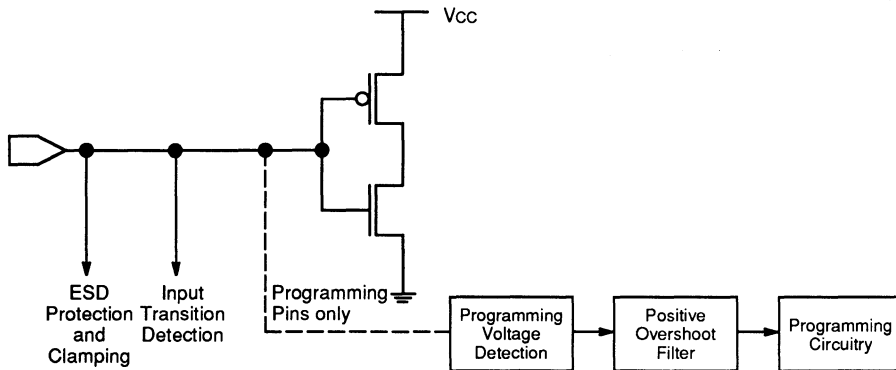 Vcc
ESD
Protection
and
Clamping
Input
Transition
Detection
Programming
Pins only
Programming
Voltage
Detection
Positive
Overshoot
Filter
Programming
Circuitry